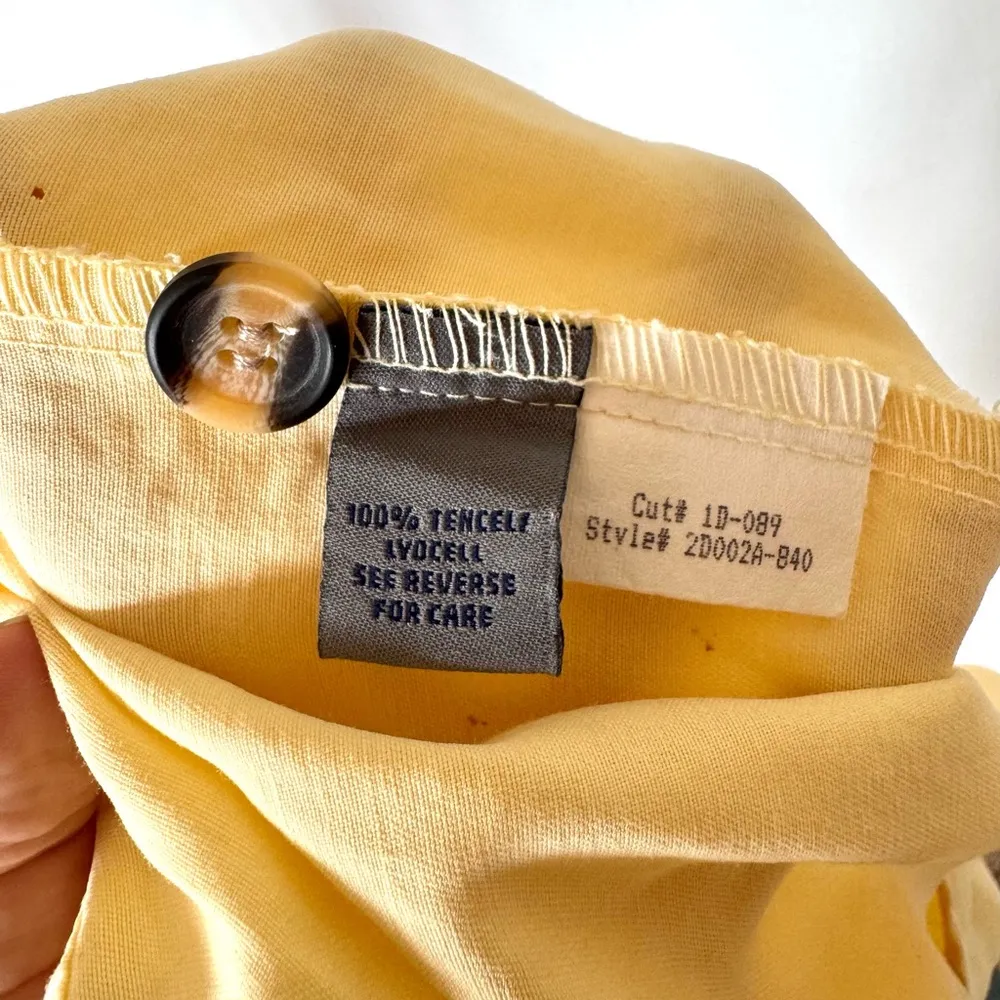 100% TENCEL
LYOCELL
SEE REVERSE
FOR CARE
Cut# 1D-089
Style# 2D002A-840